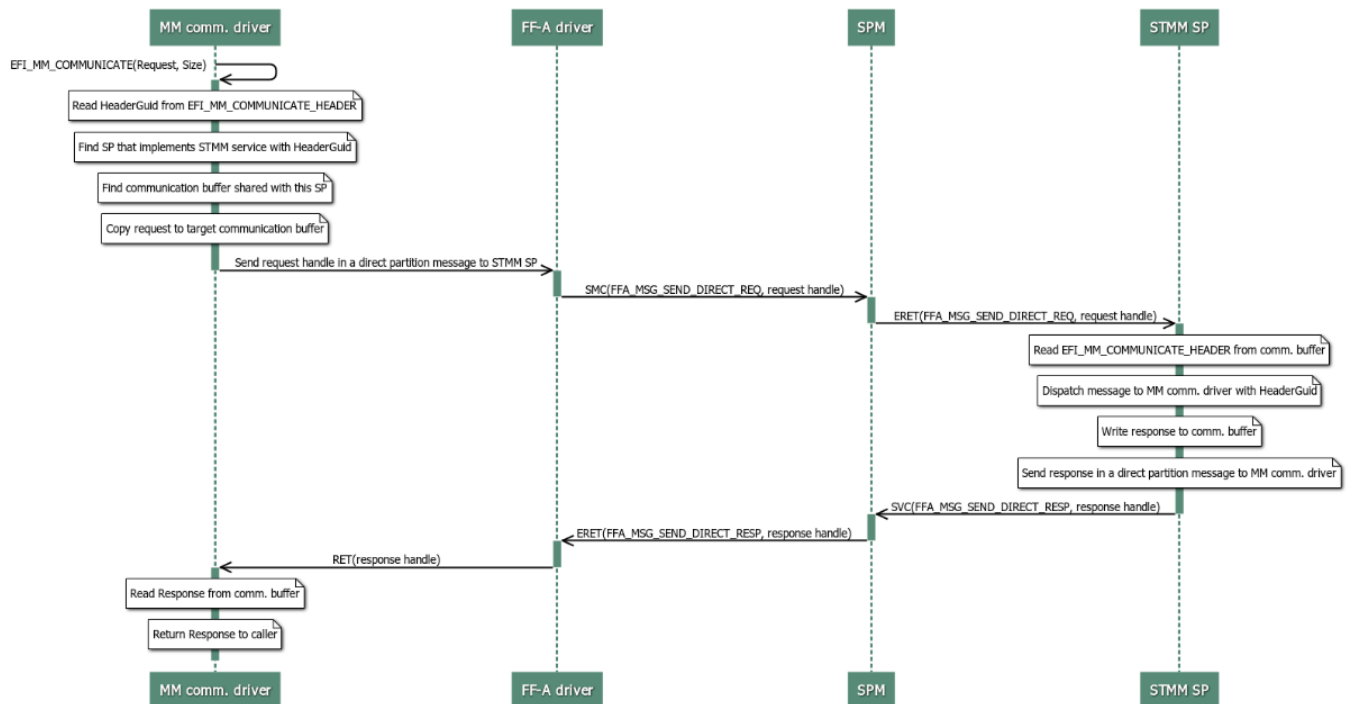 MM comm. driver
FF-A driver
SPM
STMM SP
EFI_MM_COMMUNICATE(Request, Size)
Read HeaderGuid from EFI_MM_COMMUNICATE_HEADER
Find SP that implements STMM service with HeaderGuid
Find communication buffer shared with this SP
Copy request to target communication buffer
Send request handle in a direct partition message to STMM SP
SMC(FFA_MSG_SEND_DIRECT_REQ, request handle)
ERET(FFA_MSG_SEND_DIRECT_REQ, request handle)
Read EFI_MM_COMMUNICATE_HEADER from comm. buffer
Dispatch message to MM comm. driver with HeaderGuid
Write response to comm. buffer
Send response in a direct partition message to MM comm. driver
SVC(FFA_MSG_SEND_DIRECT_RESP, response handle)
ERET(FFA_MSG_SEND_DIRECT_RESP, response handle)
RET(response handle)
Read Response from comm. buffer
Return Response to caller
MM comm. driver
FF-A driver
SPM
STMM SP